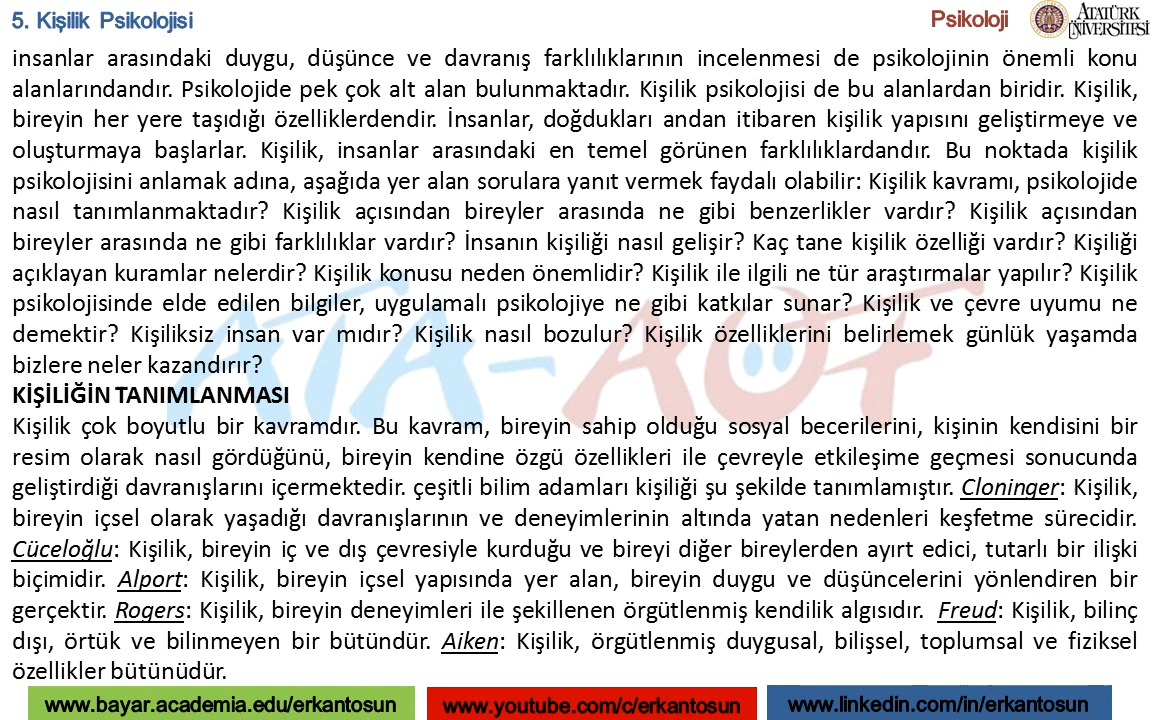 5. Kişilik Psikolojisi
Psikoloji
ATATÜRK
ÜNİVERSİTESİ
insanlar arasındaki duygu, düşünce ve davranış farklılıklarının incelenmesi de psikolojinin önemli konu
alanlarındandır. Psikolojide pek çok alt alan bulunmaktadır. Kişilik psikolojisi de bu alanlardan biridir. Kişilik,
bireyin her yere taşıdığı özelliklerdendir. İnsanlar, doğdukları andan itibaren kişilik yapısını geliştirmeye ve
oluşturmaya başlarlar. Kişilik, insanlar arasındaki en temel görünen farklılıklardandır. Bu noktada kişilik
psikolojisini anlamak adına, aşağıda yer alan sorulara yanıt vermek faydalı olabilir: Kişilik kavramı, psikolojide
nasıl tanımlanmaktadır? Kişilik açısından bireyler arasında ne gibi benzerlikler vardır? Kişilik açısından
bireyler arasında ne gibi farklılıklar vardır? İnsanın kişiliği nasıl gelişir? Kaç tane kişilik özelliği vardır? Kişiliği
açıklayan kuramlar nelerdir? Kişilik konusu neden önemlidir? Kişilik ile ilgili ne tür araştırmalar yapılır? Kişilik
psikolojisinde elde edilen bilgiler, uygulamalı psikolojiye ne gibi katkılar sunar? Kişilik ve çevre uyumu ne
demektir? Kişiliksiz insan var mıdır? Kişilik nasıl bozulur? Kişilik özelliklerini belirlemek günlük yaşamda
bizlere neler kazandırır?
ATA-AÖF
KİŞİLİĞİN TANIMLANMASI
Kişilik çok boyutlu bir kavramdır. Bu kavram, bireyin sahip olduğu sosyal becerilerini, kişinin kendisini bir
resim olarak nasıl gördüğünü, bireyin kendine özgü özellikleri ile çevreyle etkileşime geçmesi sonucunda
geliştirdiği davranışlarını içermektedir. çeşitli bilim adamları kişiliği şu şekilde tanımlamıştır. Cloninger: Kişilik,
bireyin içsel olarak yaşadığı davranışlarının ve deneyimlerinin altında yatan nedenleri keşfetme sürecidir.
Cüceloğlu: Kişilik, bireyin iç ve dış çevresiyle kurduğu ve bireyi diğer bireylerden ayırt edici, tutarlı bir ilişki
biçimidir. Alport: Kişilik, bireyin içsel yapısında yer alan, bireyin duygu ve düşüncelerini yönlendiren bir
gerçektir. Rogers: Kişilik, bireyin deneyimleri ile şekillenen örgütlenmiş kendilik algısıdır. Freud: Kişilik, bilinç
dışı, örtük ve bilinmeyen bir bütündür. Aiken: Kişilik, örgütlenmiş duygusal, bilişsel, toplumsal ve fiziksel
özellikler bütünüdür.
www.bayar.academia.edu/erkantosun
www.youtube.com/c/erkantosun
www.linkedin.com/in/erkantosun